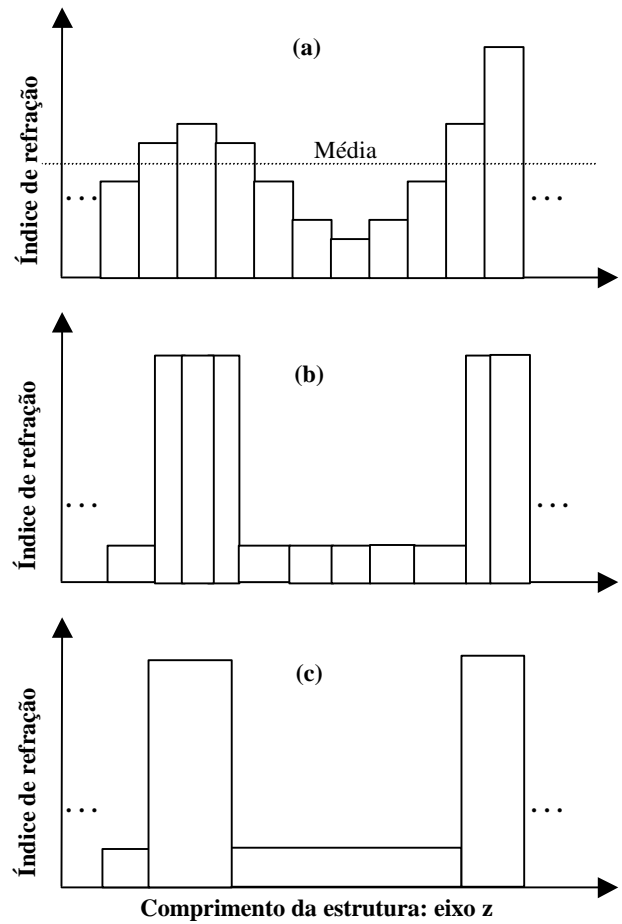 (a)
Índice de refração
Média
...
...
(b)
Índice de refração
...
...
(c)
Índice de refração
...
...
Comprimento da estrutura: eixo z